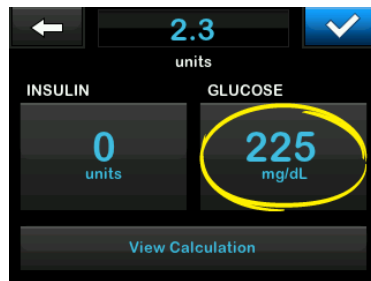 2.3
units
INSULIN GLUCOSE
0 225
units mg/dL
View Calculation